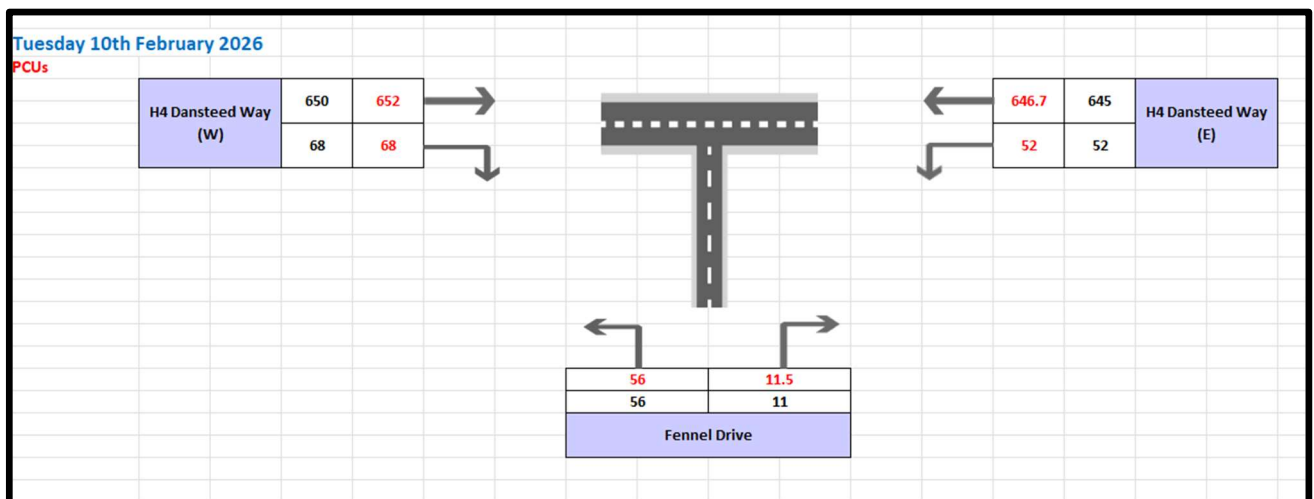 Tuesday 10th February 2026
PCUs
H4 Dansteed Way
(W)
650 652
68 68
646.7 645
52 52
H4 Dansteed Way
(E)
56 11.5
56 11
Fennel Drive